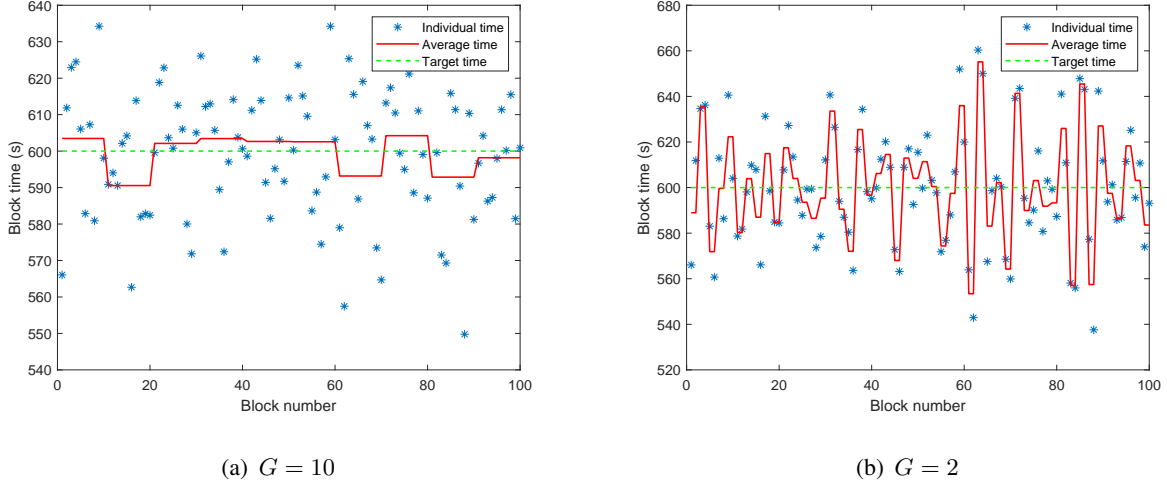 640
630
620
610
600
590
580
570
560
550
540
Block time (s)
0
20
40
60
80
100
Block number
Individual time
Average time
Target time
(a) G = 10
680
660
640
620
600
580
560
540
520
Block time (s)
0
20
40
60
80
100
Block number
Individual time
Average time
Target time
(b) G = 2